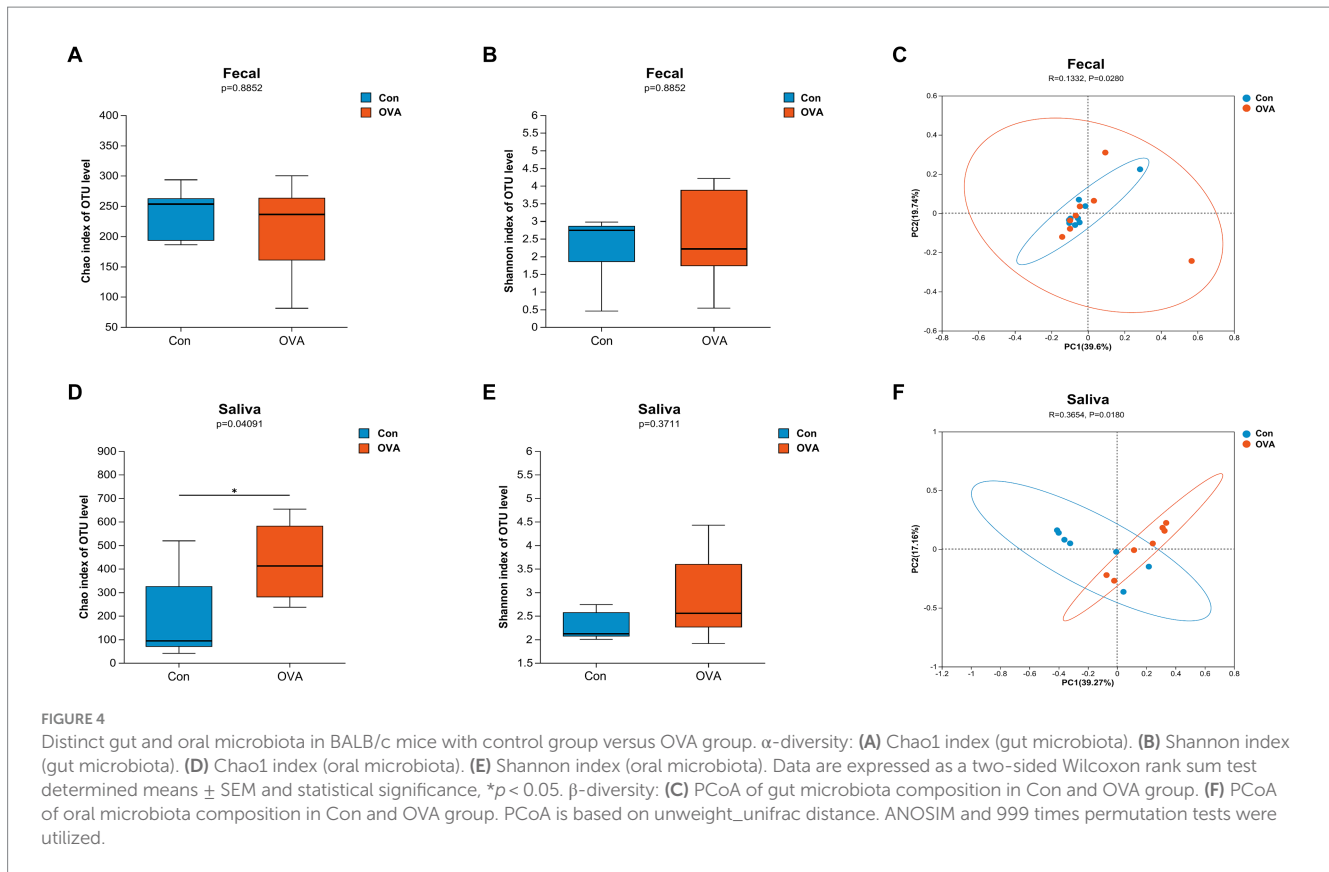 A
Fecal
p=0.8852
Con
OVA
Chao index of OTU level
400
350
300
250
200
150
100
50
Con
OVA
B
Fecal
p=0.8852
Con
OVA
Shannon index of OTU level
6
5.5
5
4.5
4
3.5
3
2.5
2
1.5
1
0.5
0
Con
OVA
C
Fecal
R=0.1332, P=0.0280
Con
OVA
PC2(19.74%)
0.6
0.4
0.2
0
-0.2
-0.4
-0.6
-0.8
-0.6
-0.4
-0.2
0
0.2
0.4
0.6
0.8
PC1(39.6%)
D
Saliva
p=0.04091
Con
OVA
Chao index of OTU level
900
800
700
600
500
400
300
200
100
0
*
Con
OVA
E
Saliva
p=0.3711
Con
OVA
Shannon index of OTU level
6
5.5
5
4.5
4
3.5
3
2.5
2
1.5
Con
OVA
F
Saliva
R=0.3654, P=0.0180
Con
OVA
PC2(17.16%)
1
0.5
0
-0.5
-1
-1.2
-1
-0.8
-0.6
-0.4
-0.2
0
0.2
0.4
0.6
0.8
PC1(39.27%)
FIGURE 4
Distinct gut and oral microbiota in BALB/c mice with control group versus OVA group. α-diversity: (A) Chao1 index (gut microbiota). (B) Shannon index
(gut microbiota). (D) Chao1 index (oral microbiota). (E) Shannon index (oral microbiota). Data are expressed as a two-sided Wilcoxon rank sum test
determined means ± SEM and statistical significance, *p < 0.05. β-diversity: (C) PCoA of gut microbiota composition in Con and OVA group. (F) PCoA
of oral microbiota composition in Con and OVA group. PCoA is based on unweight_unifrac distance. ANOSIM and 999 times permutation tests were
utilized.